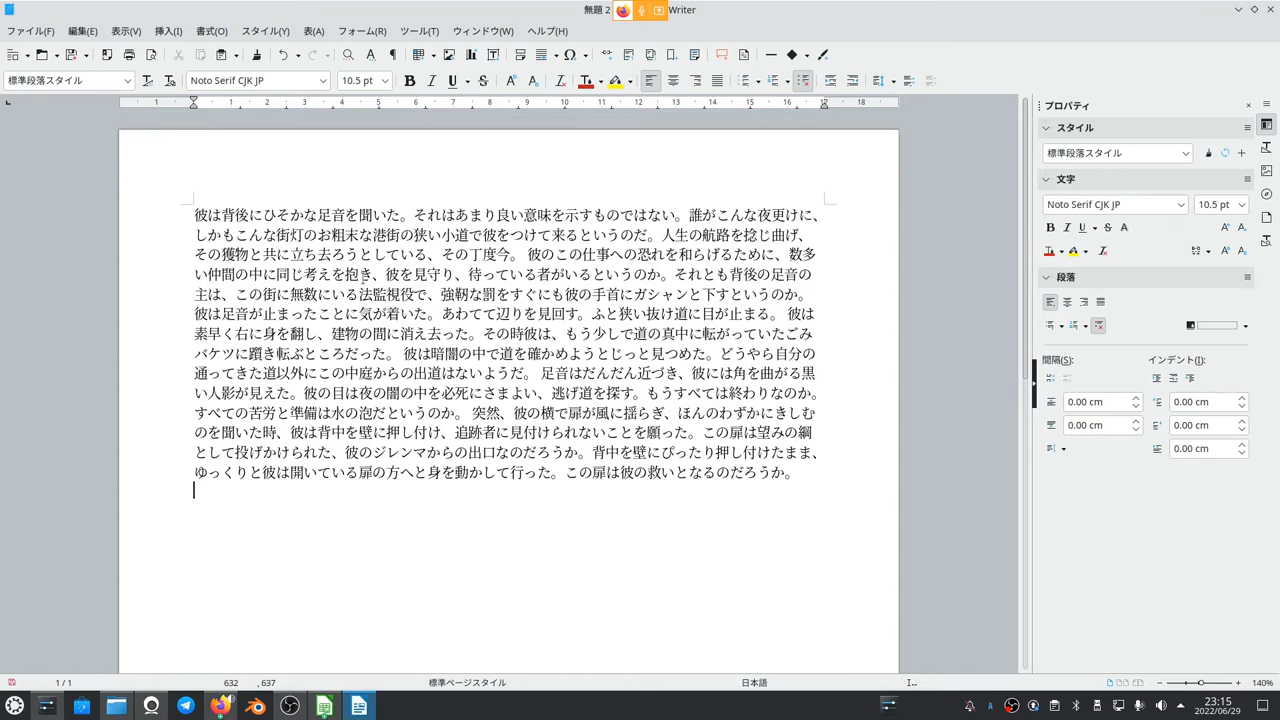 無題 2 Writer
ファイル(F) 編集(E) 表示(V) 挿入(I) 書式(O) スタイル(Y) 表(A) フォーム(R) ツール(T) ウィンドウ(W) ヘルプ(H)
標準段落スタイル Noto Serif CJK JP 10.5 pt
1 1 2 3 4 5 6 7 8 9 10 11 12 13 14 15 16 17 18
彼は背後にひそかな足音を聞いた。それはあまり良い意味を示すものではない。誰がこんな夜更けに、
しかもこんな街灯のお粗末な港街の狭い小道で彼をつけて来るというのだ。人生の航路を捻じ曲げ、
その獲物と共に立ち去ろうとしている、その丁度今。 彼のこの仕事への恐れを和らげるために、数多
い仲間の中に同じ考えを抱き、彼を見守り、待っている者がいるというのか。それとも背後の足音の
主は、この街に無数にいる法監視役で、強靭な罰をすぐにも彼の手首にガシャンと下すというのか。
彼は足音が止まったことに気が着いた。あわてて辺りを見回す。ふと狭い抜け道に目が止まる。 彼は
素早く右に身を翻し、建物の間に消え去った。その時彼は、もう少しで道の真中に転がっていたごみ
バケツに躓き転ぶところだった。 彼は暗闇の中で道を確かめようとじっと見つめた。どうやら自分の
通ってきた道以外にこの中庭からの出道はないようだ。 足音はだんだん近づき、彼には角を曲がる黒
い人影が見えた。彼の目は夜の闇の中を必死にさまよい、逃げ道を探す。もうすべては終わりなのか。
すべての苦労と準備は水の泡だというのか。 突然、彼の横で扉が風に揺らぎ、ほんのわずかにきしむ
のを聞いた時、彼は背中を壁に押し付け、追跡者に見付けられないことを願った。この扉は望みの綱
として投げかけられた、彼のジレンマからの出口なのだろうか。背中を壁にぴったり押し付けたまま、
ゆっくりと彼は開いている扉の方へと身を動かして行った。この扉は彼の救いとなるのだろうか。
プロパティ
スタイル
標準段落スタイル
文字
Noto Serif CJK JP 10.5 pt
段落
間隔(S): インデント(I):
0.00 cm 0.00 cm
0.00 cm 0.00 cm
0.00 cm
1 / 1 632 ,637 標準ページスタイル 日本語 140%
23:15
2022/06/29